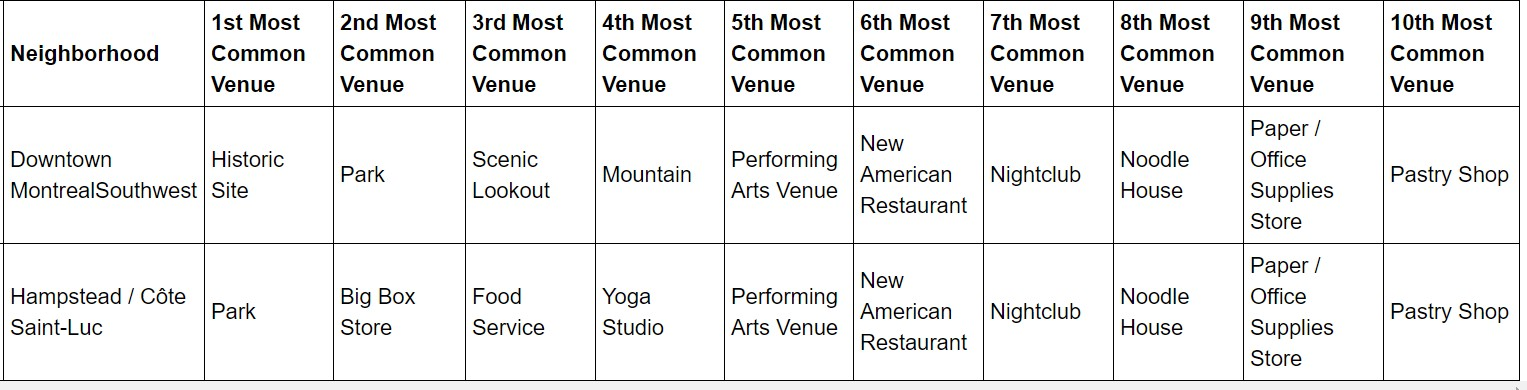 Neighborhood
1st Most
Common
Venue
2nd Most
Common
Venue
3rd Most
Common
Venue
4th Most
Common
Venue
5th Most
Common
Venue
6th Most
Common
Venue
7th Most
Common
Venue
8th Most
Common
Venue
9th Most
Common
Venue
10th Most
Common
Venue
Downtown
MontrealSouthwest
Historic
Site
Park
Scenic
Lookout
Mountain
Performing
Arts Venue
New
American
Restaurant
Nightclub
Noodle
House
Paper /
Office
Supplies
Store
Pastry Shop
Hampstead / Côte
Saint-Luc
Park
Big Box
Store
Food
Service
Yoga
Studio
Performing
Arts Venue
New
American
Restaurant
Nightclub
Noodle
House
Paper /
Office
Supplies
Store
Pastry Shop